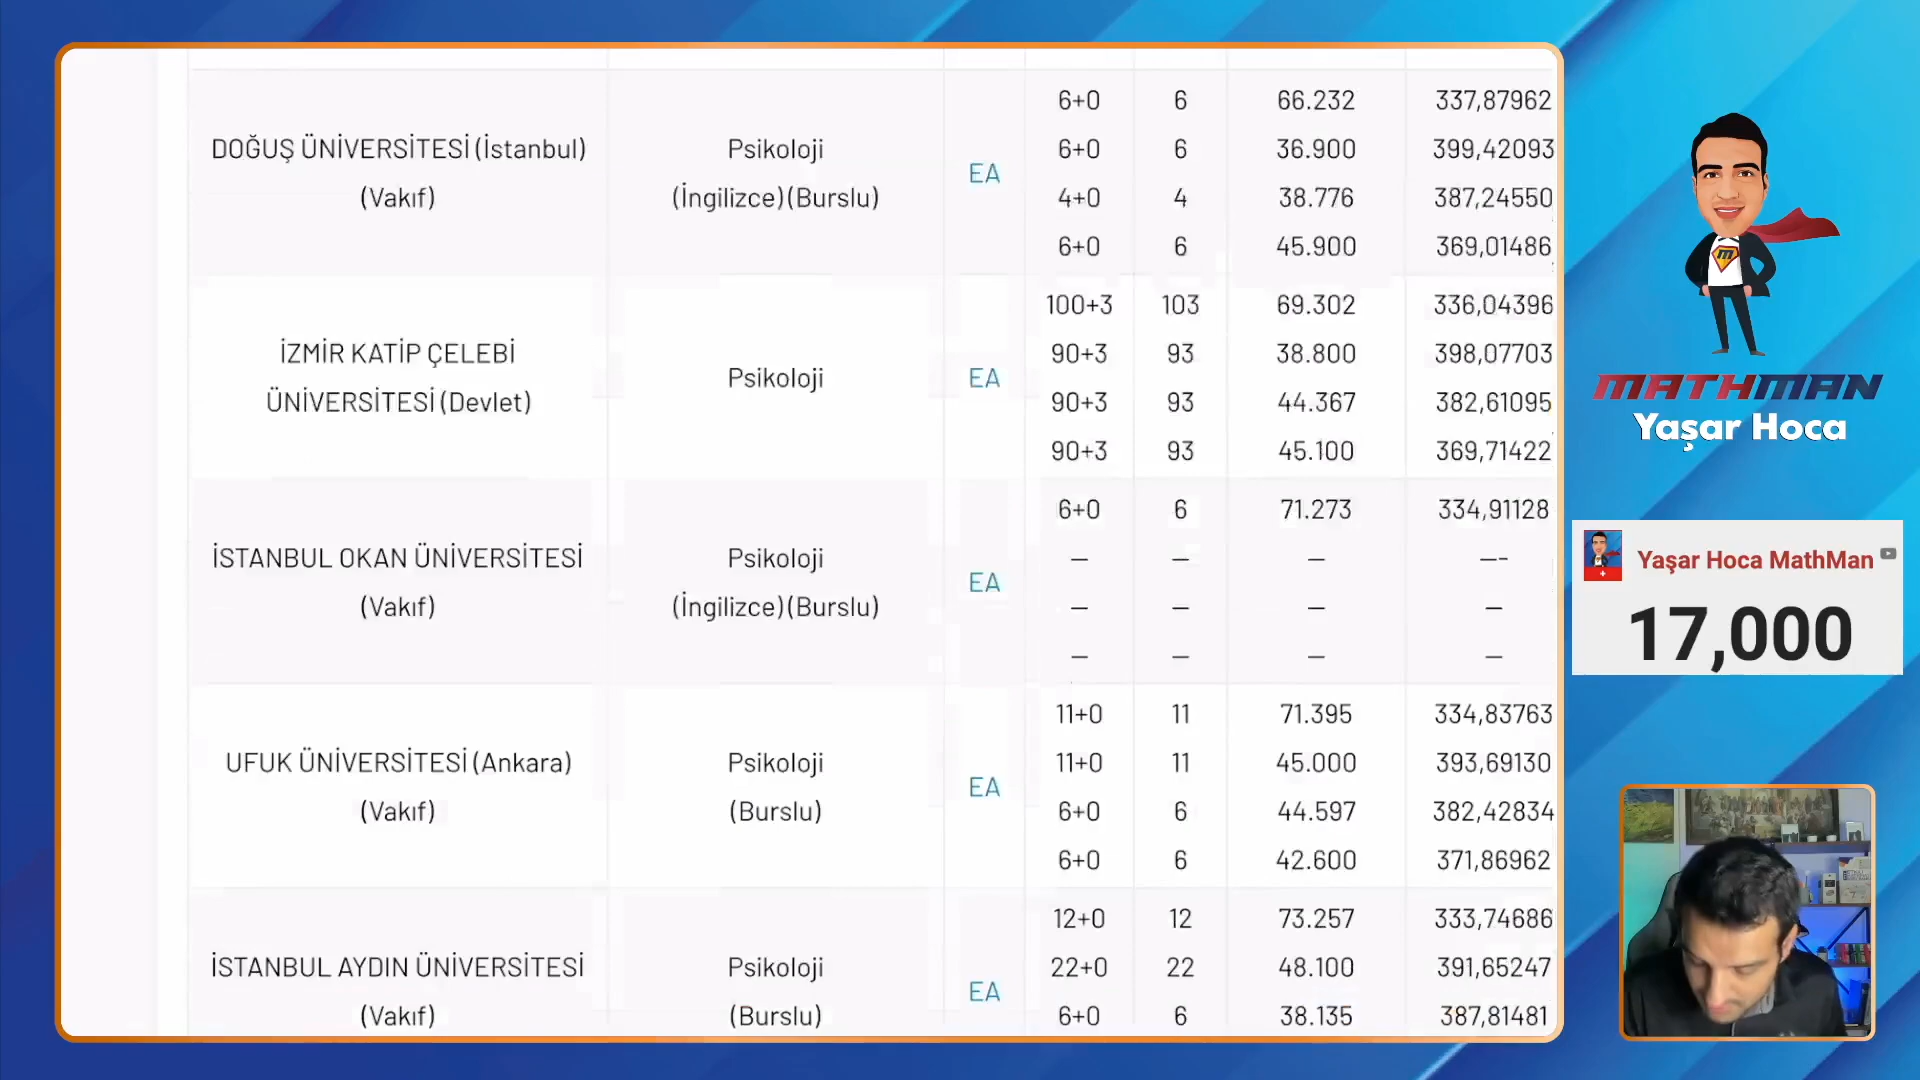 6+0 6 66.232 337,87962
DOĞUŞ ÜNİVERSİTESİ (İstanbul) Psikoloji 6+0 6 36.900 399,42093
EA
(Vakıf) (İngilizce) (Burslu) 4+0 4 38.776 387,24550
6+0 6 45.900 369,01486
100+3 103 69.302 336,04396
İZMİR KATİP ÇELEBİ 90+3 93 38.800 398,07703
Psikoloji EA
ÜNİVERSİTESİ (Devlet) 90+3 93 44.367 382,61095
90+3 93 45.100 369,71422
6+0 6 71.273 334,91128
İSTANBUL OKAN ÜNİVERSİTESİ Psikoloji — — — —-
EA
(Vakıf) (İngilizce) (Burslu) — — — —
— — — —
11+0 11 71.395 334,83763
UFUK ÜNİVERSİTESİ (Ankara) Psikoloji 11+0 11 45.000 393,69130
EA
(Vakıf) (Burslu) 6+0 6 44.597 382,42834
6+0 6 42.600 371,86962
12+0 12 73.257 333,74686
İSTANBUL AYDIN ÜNİVERSİTESİ Psikoloji 22+0 22 48.100 391,65247
EA
(Vakıf) (Burslu) 6+0 6 38.135 387,81481
m
MATHMAN
Yaşar Hoca
Yaşar Hoca MathMan
17,000